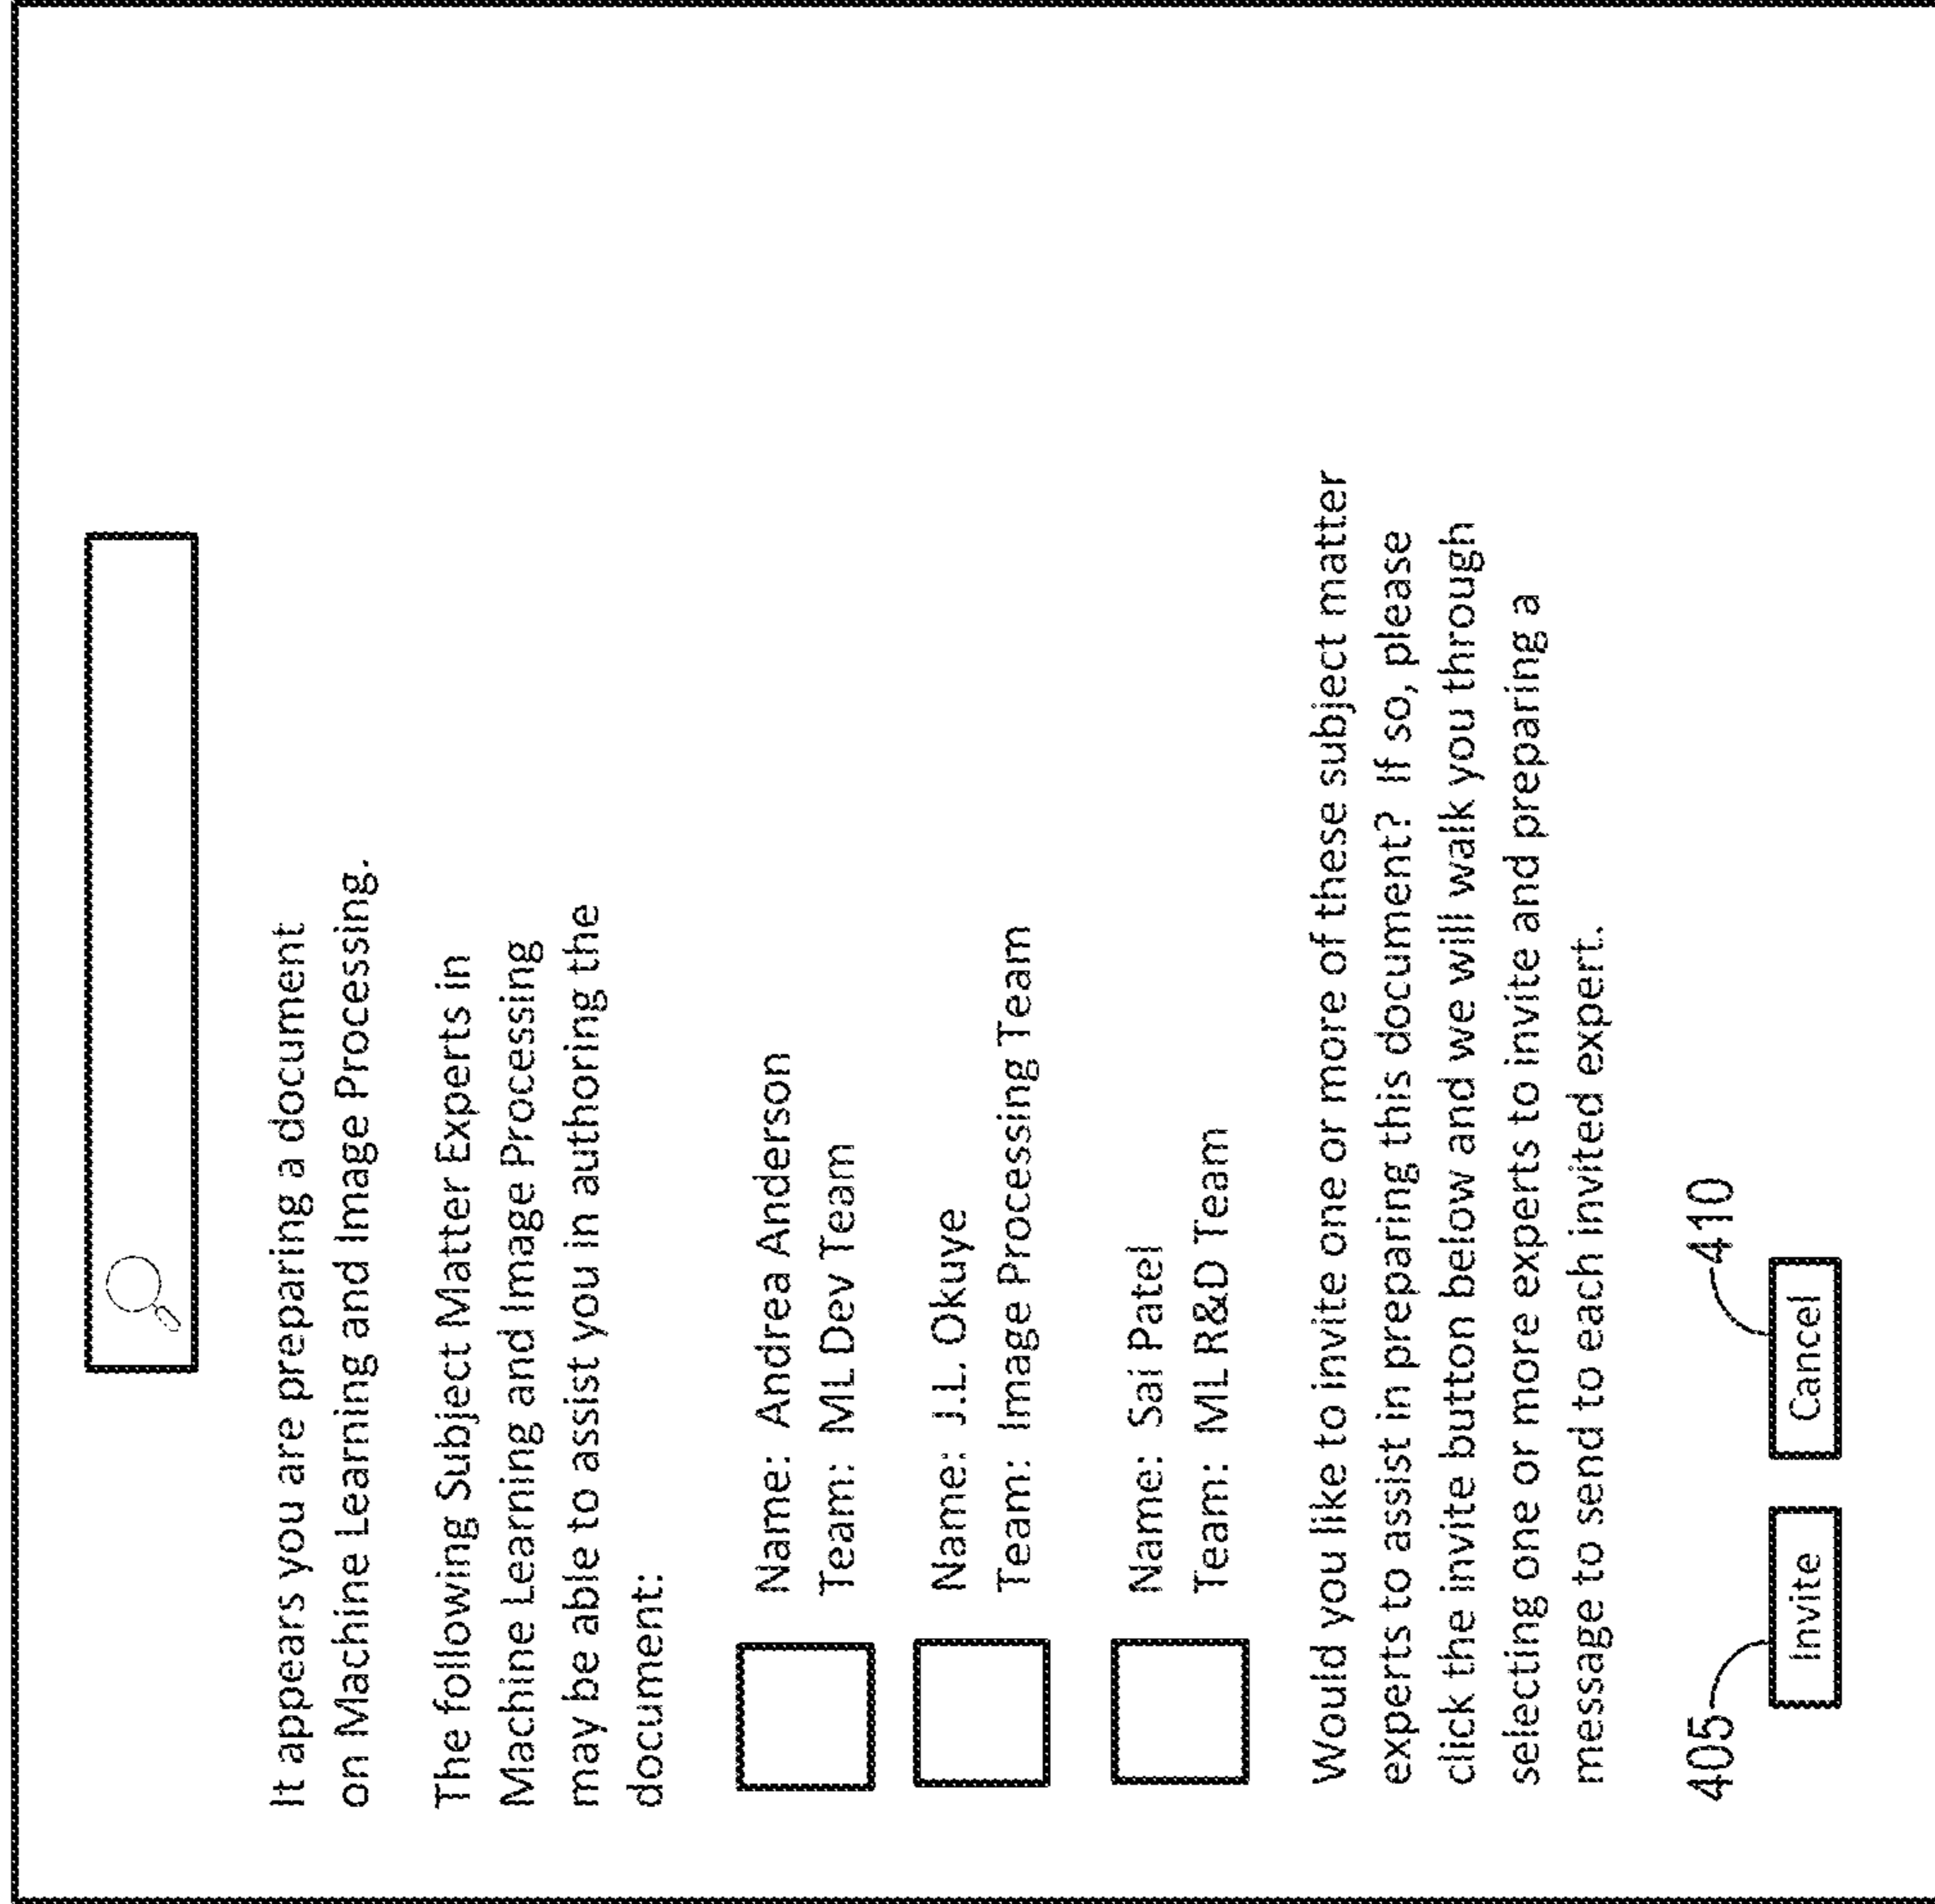 It appears you are preparing a document
on Machine Learning and Image Processing.
The following Subject Matter Experts in
Machine Learning and Image Processing
may be able to assist you in authoring the
document:
Name: Andrea Anderson
Team: ML Dev Team
Name: J.L. Okuye
Team: Image Processing Team
Name: Sai Patel
Team: ML R&D Team
Would you like to invite one or more of these subject matter
experts to assist in preparing this document? If so, please
click the invite button below and we will walk you through
selecting one or more experts to invite and preparing a
message to send to each invited expert.
405 410
Invite Cancel